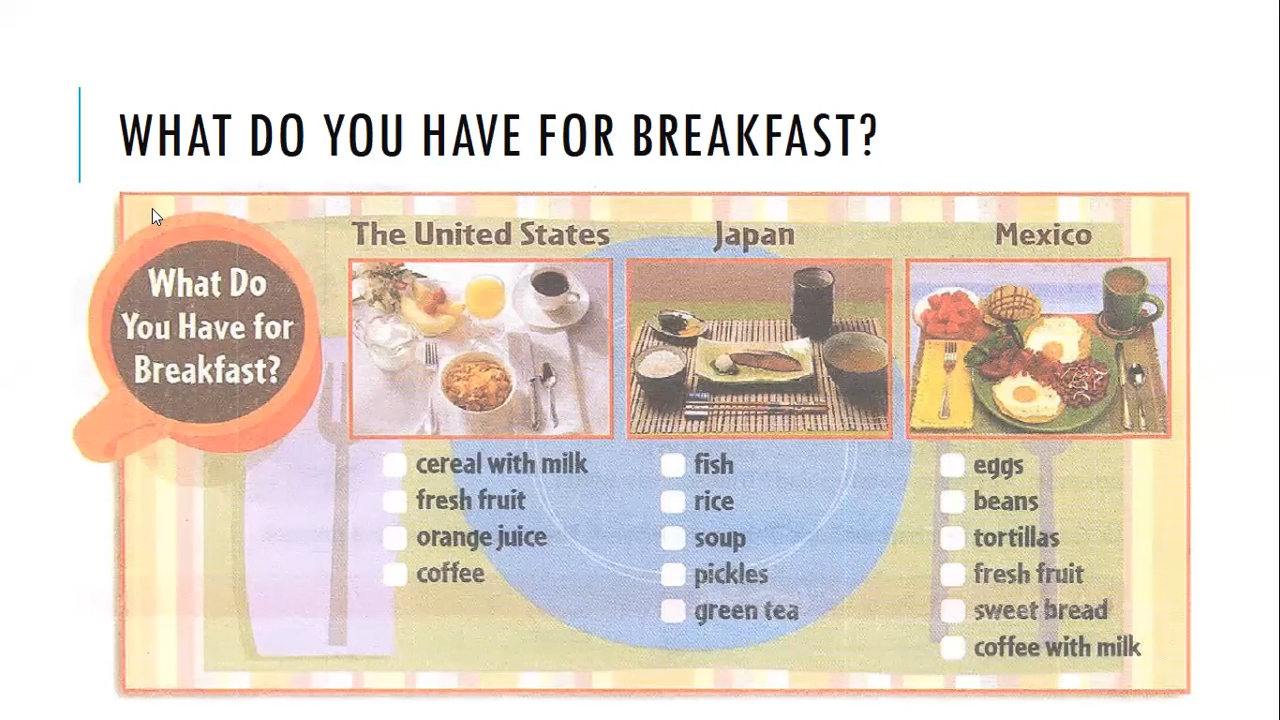 WHAT DO YOU HAVE FOR BREAKFAST?
What Do
You Have for
Breakfast?
The United States
cereal with milk
fresh fruit
orange juice
coffee
Japan
fish
rice
soup
pickles
green tea
Mexico
eggs
beans
tortillas
fresh fruit
sweet bread
coffee with milk